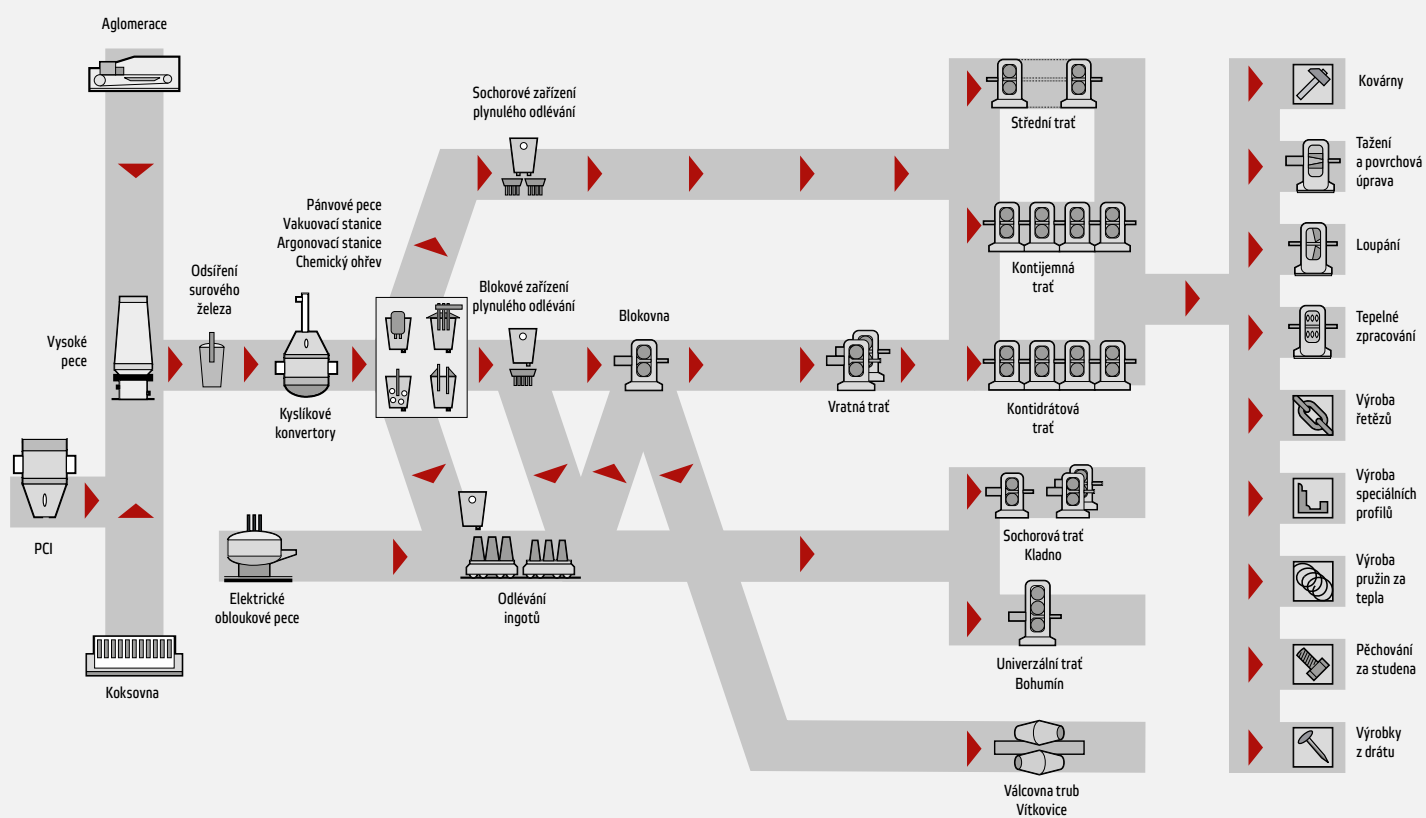 Aglomerace
Sochorové zařízení
plynulého odlévání
Střední trať
Kovárny
Tažení
a povrchová
úprava
Pánvové pece
Vakuovací stanice
Argonovací stanice
Chemický ohřev
Loupání
Odsíření
surového
železa
Kontijemná
trať
Blokové zařízení
plynulého odlévání
Blokovna
Tepelné
zpracování
Vysoké
pece
Kyslíkové
konvertory
Vratná trať
Kontidrátová
trať
Výroba
řetězů
Výroba
speciálních
profilů
PCI
Sochorová trať
Kladno
Výroba
pružin za
tepla
Elektrické
obloukové pece
Odlévání
ingotů
Univerzální trať
Bohumín
Pěchování
za studena
Koksovna
Výrobky
z drátu
Válcovna trub
Vítkovice